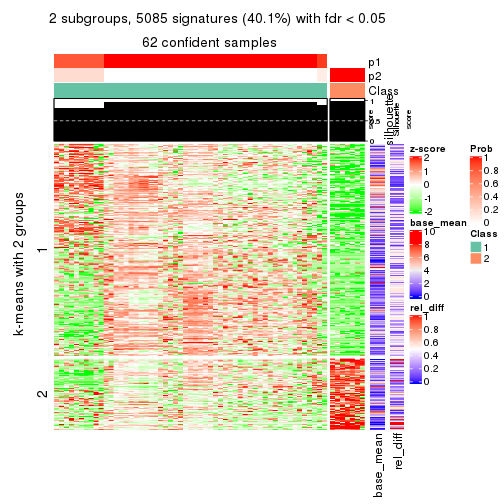 2 subgroups, 5085 signatures (40.1%) with fdr < 0.05
62 confident samples
p1
p2
Class
silhouette
score
Silhouette
score
1
0.5
0
k-means with 2 groups
1
2
base_mean
rel_diff
z-score
2
1
0
-1
-2
base_mean
10
8
6
4
2
0
rel_diff
1
0.8
0.6
0.4
0.2
0
Prob
1
0.8
0.6
0.4
0.2
0
Class
1
2